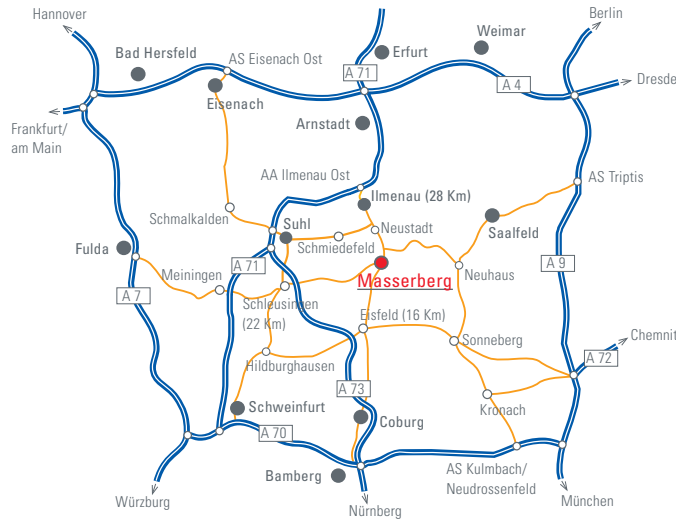 Hannover
Berlin
Weimar
Bad Hersfeld
AS Eisenach Ost
Erfurt
A 71
A 4
Dresde
Eisenach
Arnstadt
Frankfurt/
am Main
AA Ilmenau Ost
AS Triptis
Ilmenau (28 Km)
Schmalkalden
Suhl
Neustadt
Saalfeld
Schmiedefeld
Fulda
A 71
A 9
Meiningen
Masserberg
Neuhaus
A 7
Schleusingen
(22 Km)
Eisfeld (16 Km)
Sonneberg
Chemnit
A 72
Hildburghausen
A 73
Kronach
Schweinfurt
Coburg
A 70
Bamberg
AS Kulmbach/
Neudrossenfeld
Würzburg
Nürnberg
München